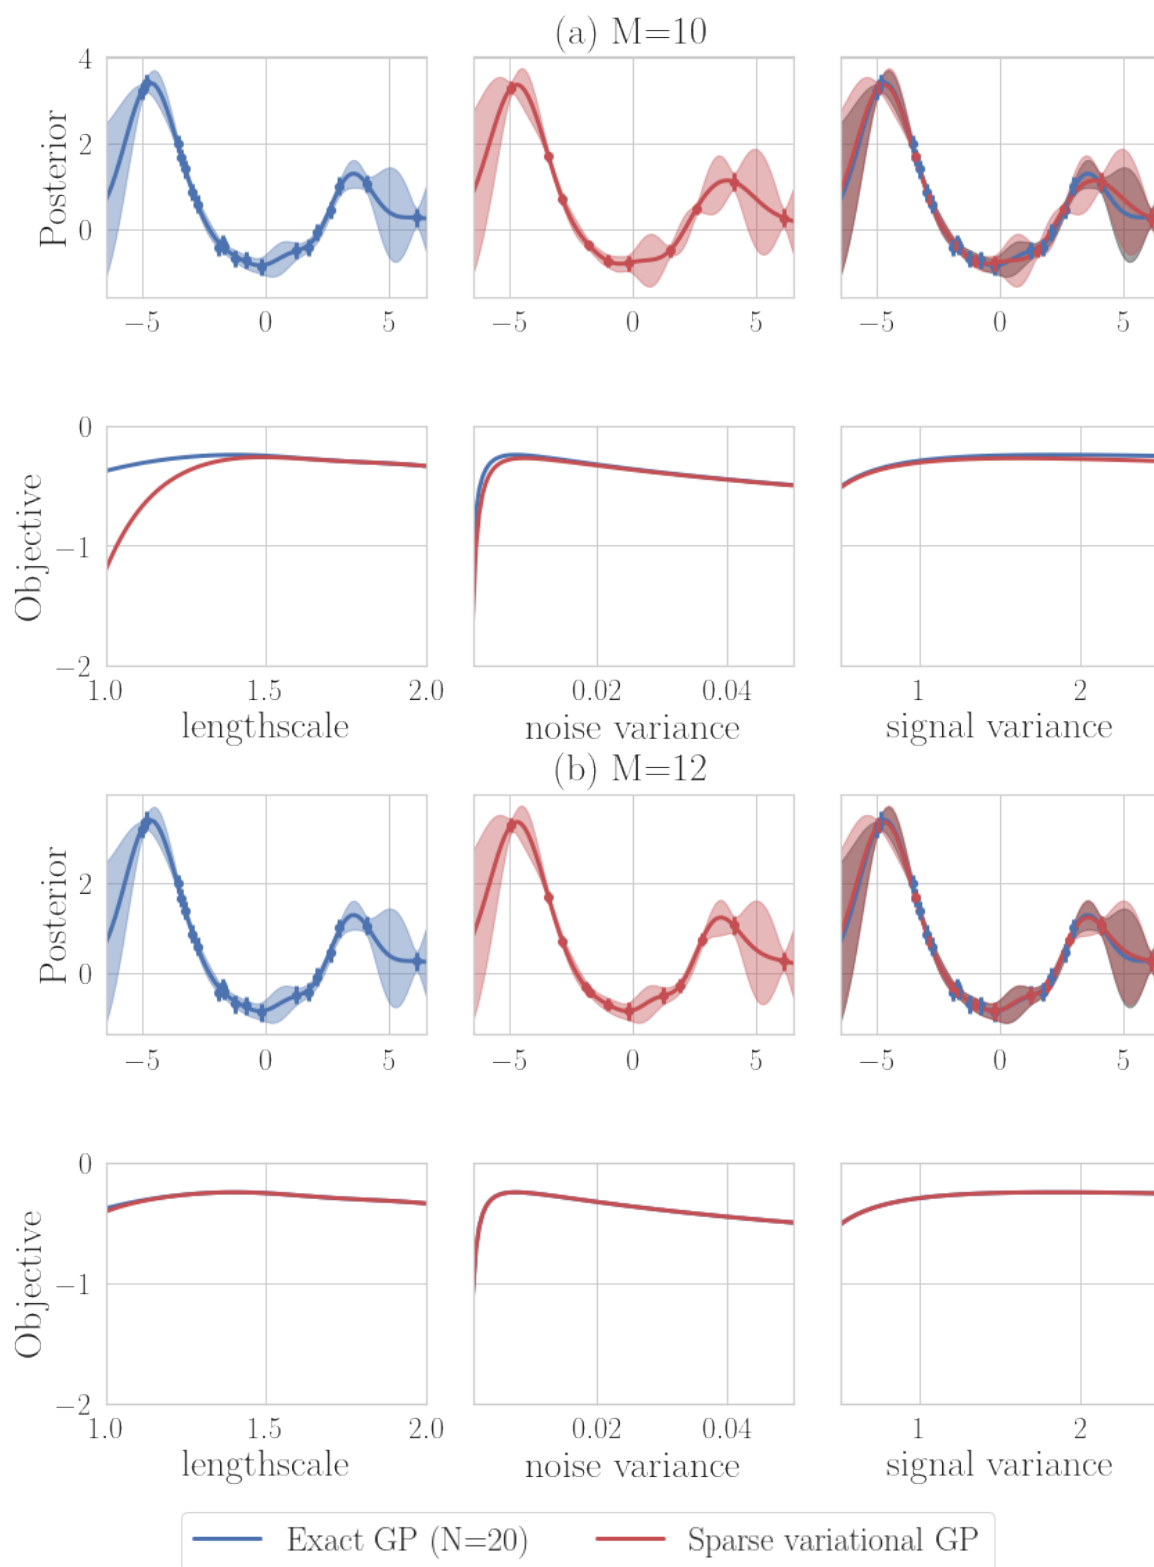 (a) M=10
Posterior
4
2
0
−5 0 5
−5 0 5
−5 0 5
Objective
0
−1
−2
1.0 1.5 2.0
0.02 0.04
1 2
lengthscale
noise variance
signal variance
(b) M=12
Posterior
2
0
−5 0 5
−5 0 5
−5 0 5
Objective
0
−1
−2
1.0 1.5 2.0
0.02 0.04
1 2
lengthscale
noise variance
signal variance
Exact GP (N=20)
Sparse variational GP